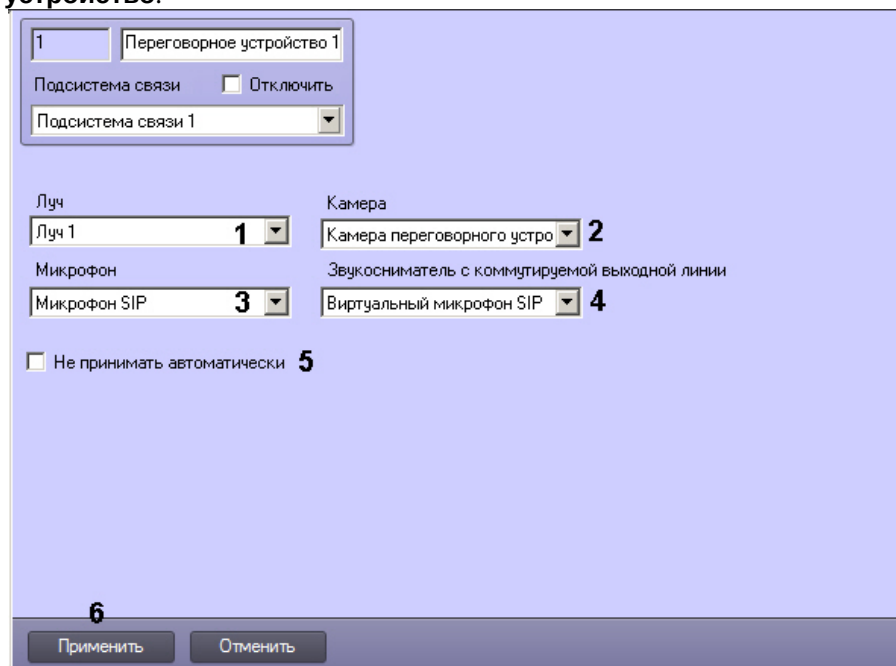 устройство.
1 Переговорное устройство 1
Подсистема связи Отключить
Подсистема связи 1
Луч Камера
Луч 1 1 Камера переговорного устро 2
Микрофон Звукосниматель с коммутируемой выходной линии
Микрофон SIP 3 Виртуальный микрофон SIP 4
Не принимать автоматически 5
6
Применить Отменить